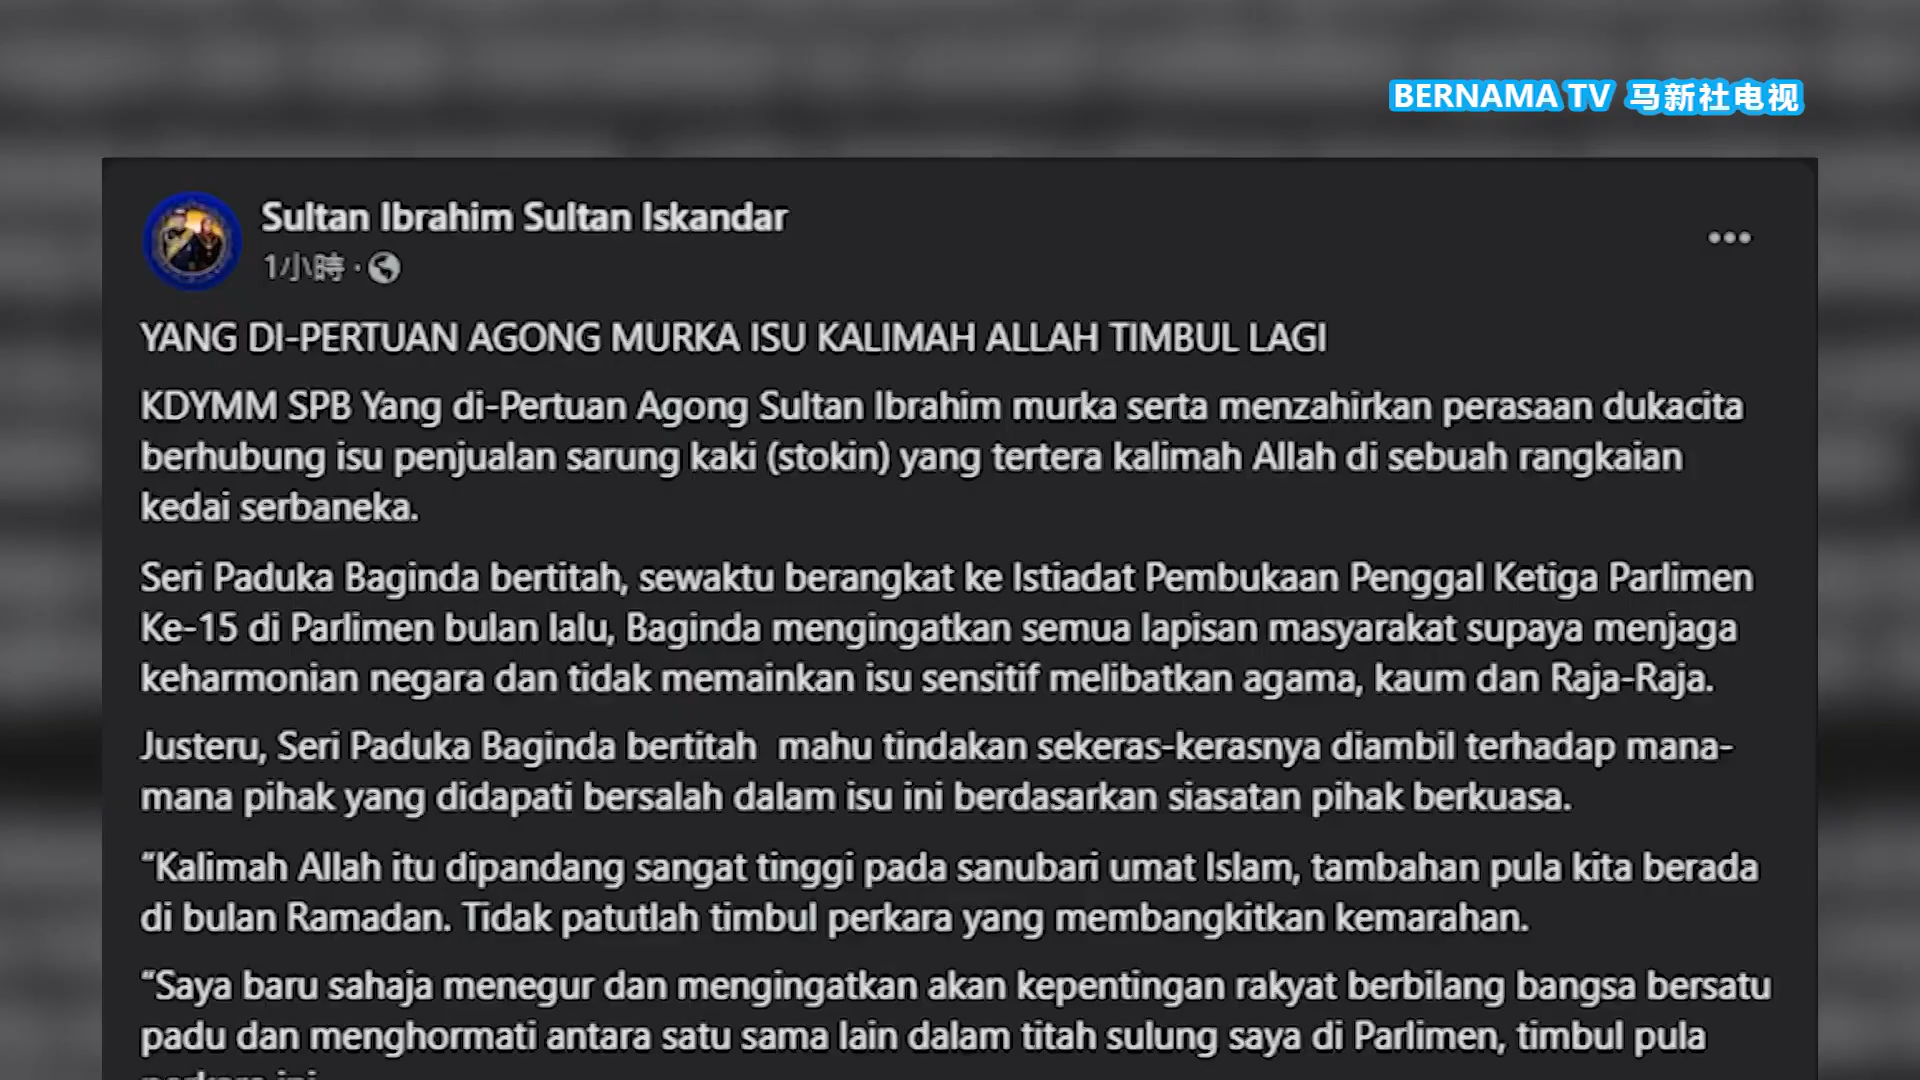 BERNAMA TV 马新社电视
Sultan Ibrahim Sultan Iskandar
1小時 ·
YANG DI-PERTUAN AGONG MURKA ISU KALIMAH ALLAH TIMBUL LAGI
KDYMM SPB Yang di-Pertuan Agong Sultan Ibrahim murka serta menzahirkan perasaan dukacita
berhubung isu penjualan sarung kaki (stokin) yang tertera kalimah Allah di sebuah rangkaian
kedai serbaneka.
Seri Paduka Baginda bertitah, sewaktu berangkat ke Istiadat Pembukaan Penggal Ketiga Parlimen
Ke-15 di Parlimen bulan lalu, Baginda mengingatkan semua lapisan masyarakat supaya menjaga
keharmonian negara dan tidak memainkan isu sensitif melibatkan agama, kaum dan Raja-Raja.
Justeru, Seri Paduka Baginda bertitah  mahu tindakan sekeras-kerasnya diambil terhadap mana-
mana pihak yang didapati bersalah dalam isu ini berdasarkan siasatan pihak berkuasa.
“Kalimah Allah itu dipandang sangat tinggi pada sanubari umat Islam, tambahan pula kita berada
di bulan Ramadan. Tidak patutlah timbul perkara yang membangkitkan kemarahan.
“Saya baru sahaja menegur dan mengingatkan akan kepentingan rakyat berbilang bangsa bersatu
padu dan menghormati antara satu sama lain dalam titah sulung saya di Parlimen, timbul pula